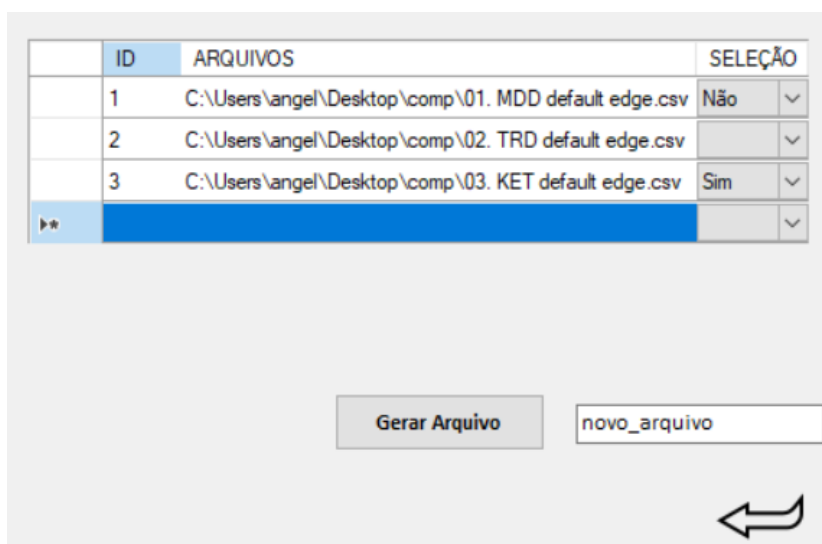 ID ARQUIVOS SELEÇÃO
1 C:\Users\angel\Desktop\comp\01. MDD default edge.csv Não
2 C:\Users\angel\Desktop\comp\02. TRD default edge.csv
3 C:\Users\angel\Desktop\comp\03. KET default edge.csv Sim
Gerar Arquivo novo_arquivo